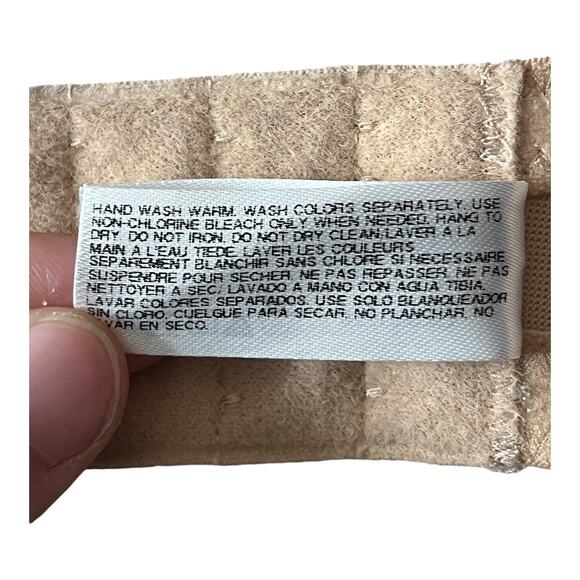 HAND WASH WARM. WASH COLORS SEPARATELY. USE
NON-CHLORINE BLEACH ONLY WHEN NEEDED. HANG TO
DRY. DO NOT IRON. DO NOT DRY CLEAN/LAVER A LA
MAIN A L'EAU TIEDE. LAVER LES COULEURS
SEPAREMENT BLANCHIR SANS CHLORE SI NECESSAIRE
SUSPENDRE POUR SECHER. NE PAS REPASSER. NE PAS
NETTOYER A SEC/ LAVADO A MANO CON AGUA TIBIA.
LAVAR COLORES SEPARADOS. USE SOLO BLANQUEADOR
SIN CLORO, CUELGUE PARA SECAR. NO PLANCHAR. NO
LAVAR EN SECO.